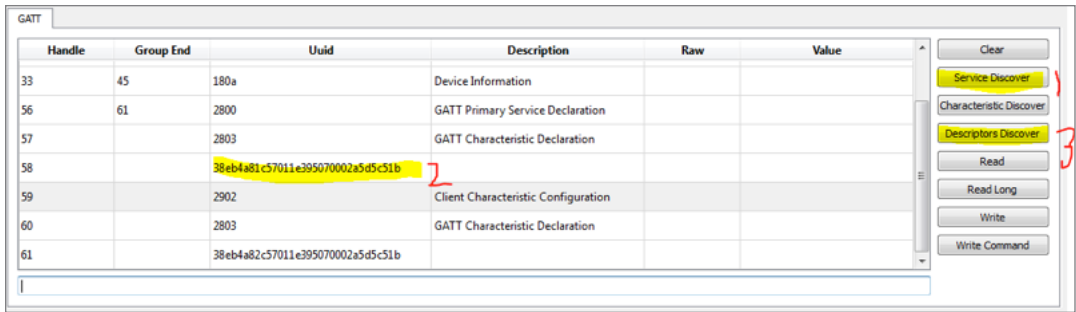 GATT
Handle Group End Uuid Description Raw Value
33 45 180a Device Information
56 61 2800 GATT Primary Service Declaration
57 2803 GATT Characteristic Declaration
58 38eb4a81c57011e395070002a5d5c51b 2
59 2902 Client Characteristic Configuration
60 2803 GATT Characteristic Declaration
61 38eb4a82c57011e395070002a5d5c51b
Clear
Service Discover 1
Characteristic Discover
Descriptors Discover 3
Read
Read Long
Write
Write Command